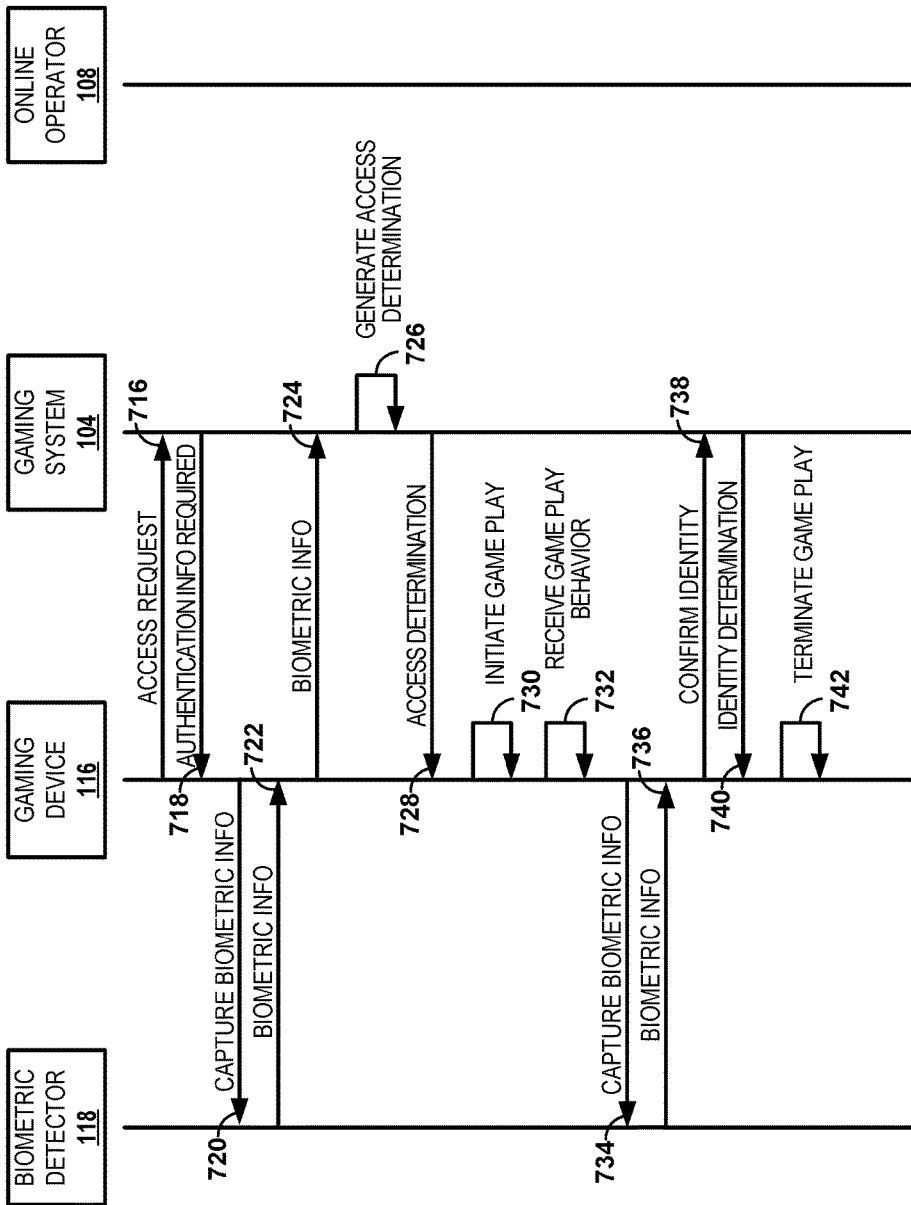 BIOMETRIC
DETECTOR
118
GAMING
DEVICE
116
GAMING
SYSTEM
104
ONLINE
OPERATOR
108
ACCESS REQUEST
716
AUTHENTICATION INFO REQUIRED
718
CAPTURE BIOMETRIC INFO
720
BIOMETRIC INFO
722
BIOMETRIC INFO
724
GENERATE ACCESS
DETERMINATION
726
ACCESS DETERMINATION
728
INITIATE GAME PLAY
730
RECEIVE GAME PLAY
BEHAVIOR
732
CAPTURE BIOMETRIC INFO
734
BIOMETRIC INFO
736
CONFIRM IDENTITY
738
IDENTITY DETERMINATION
740
TERMINATE GAME PLAY
742